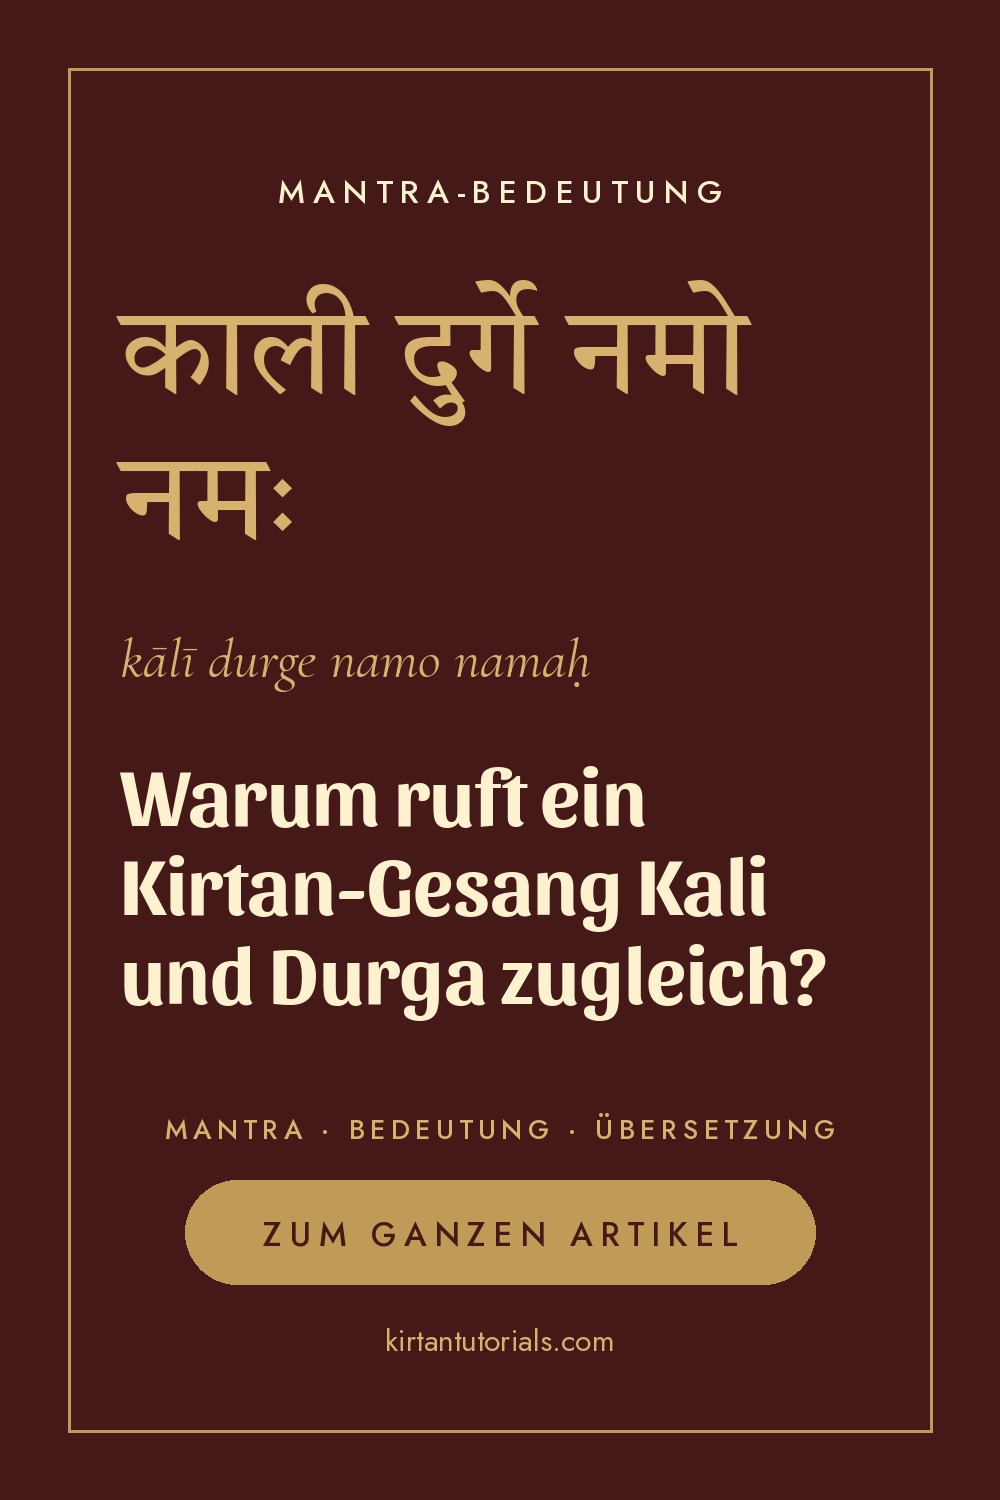 MANTRA-BEDEUTUNG
काली दुर्गे नमो
नमः
kālī durge namo namaḥ
Warum ruft ein
Kirtan-Gesang Kali
und Durga zugleich?
MANTRA · BEDEUTUNG · ÜBERSETZUNG
ZUM GANZEN ARTIKEL
kirtantutorials.com